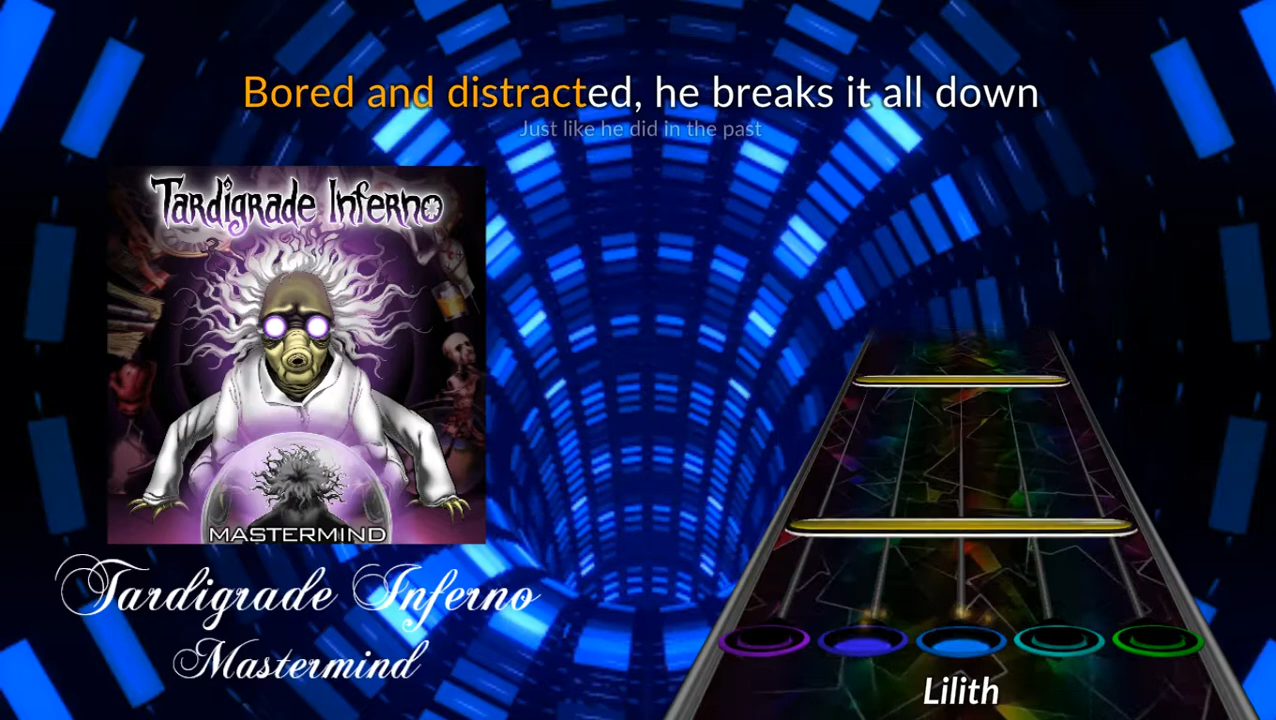 Bored and distracted, he breaks it all down
Just like he did in the past
Tardigrade Inferno
MASTERMIND
Tardigrade Inferno
Mastermind
Lilith